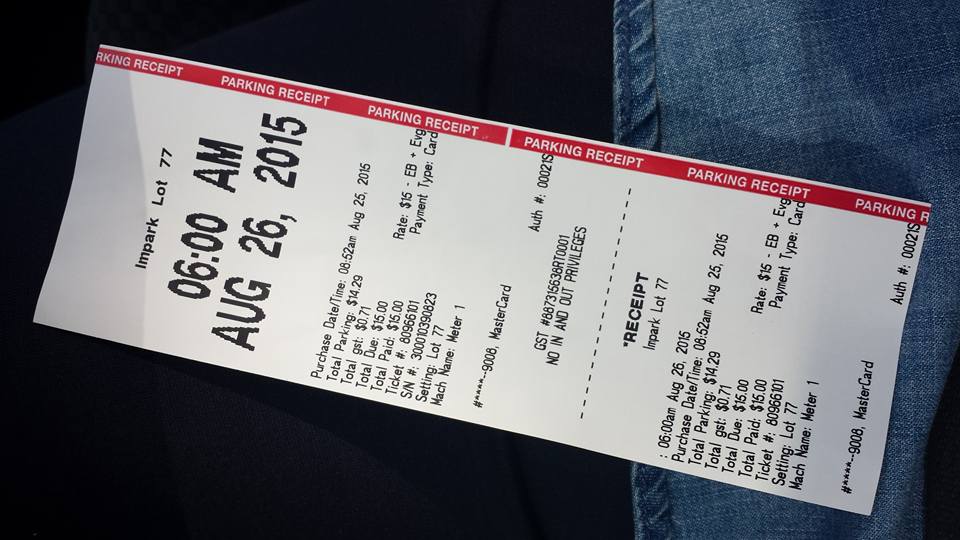 RKING RECEIPT PARKING RECEIPT PARKING RECEIPT PARKING RECEIPT PARKING RECEIPT PARKING R
Impark Lot 77
06:00 AM
AUG 26, 2015
Purchase Date/Time: 08:52am Aug 25, 2015
Total Parking: $14.29
Total gst: $0.71
Total Due: $15.00 Rate: $15 - EB + Evg
Total Paid: $15.00 Payment Type: Card
Ticket #: 80966101
S/N #: 300010390823
Setting: Lot 77
Mach Name: Meter 1
#****-9008, MasterCard Auth #: 00021S
GST #887315638RT0001
NO IN AND OUT PRIVILEGES
*RECEIPT
Impark Lot 77
: 06:00am Aug 26, 2015
Purchase Date/Time: 08:52am Aug 25, 2015
Total Parking: $14.29
Total gst: $0.71
Total Due: $15.00 Rate: $15 - EB + Evg
Total Paid: $15.00 Payment Type: Card
Ticket #: 80966101
Setting: Lot 77
Mach Name: Meter 1
#****-9008, MasterCard Auth #: 00021S